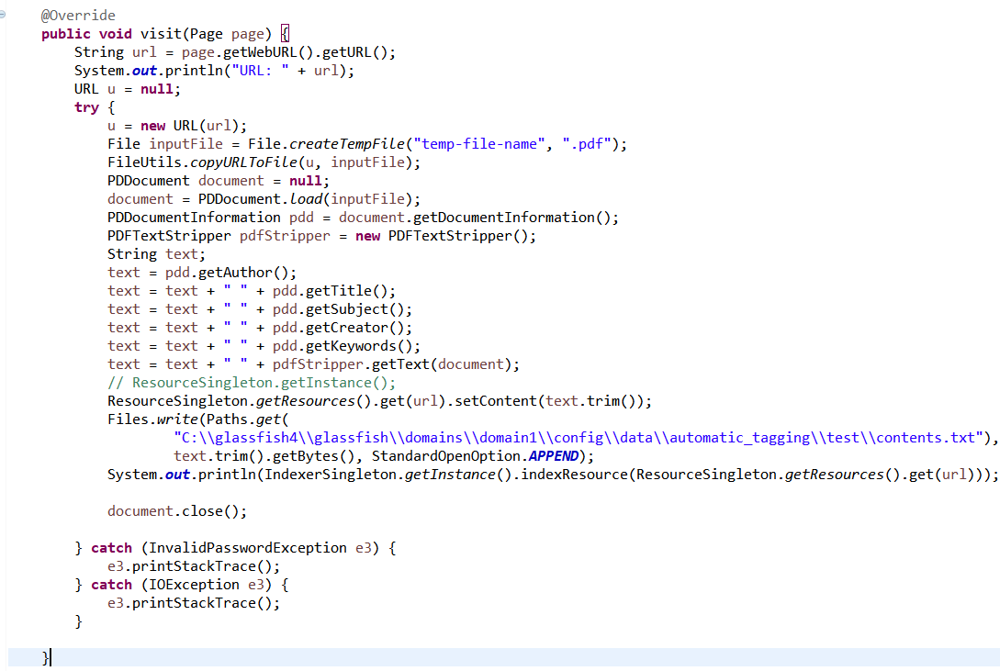 @Override
public void visit(Page page) {
String url = page.getWebURL().getURL();
System.out.println("URL: " + url);
URL u = null;
try {
u = new URL(url);
File inputFile = File.createTempFile("temp-file-name", ".pdf");
FileUtils.copyURLToFile(u, inputFile);
PDDocument document = null;
document = PDDocument.load(inputFile);
PDDocumentInformation pdd = document.getDocumentInformation();
PDFTextStripper pdfStripper = new PDFTextStripper();
String text;
text = pdd.getAuthor();
text = text + " " + pdd.getTitle();
text = text + " " + pdd.getSubject();
text = text + " " + pdd.getCreator();
text = text + " " + pdd.getKeywords();
text = text + " " + pdfStripper.getText(document);
// ResourceSingleton.getInstance();
ResourceSingleton.getResources().get(url).setContent(text.trim());
Files.write(Paths.get(
"C:\\glassfish4\\glassfish\\domains\\domain1\\config\\data\\automatic_tagging\\test\\contents.txt"),
text.trim().getBytes(), StandardOpenOption.APPEND);
System.out.println(IndexerSingleton.getInstance().indexResource(ResourceSingleton.getResources().get(url)));
document.close();
} catch (InvalidPasswordException e3) {
e3.printStackTrace();
} catch (IOException e3) {
e3.printStackTrace();
}
}